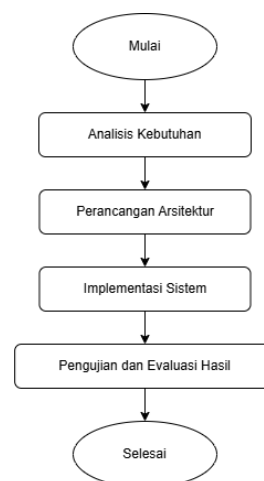 Mulai
Analisis Kebutuhan
Perancangan Arsitektur
Implementasi Sistem
Pengujian dan Evaluasi Hasil
Selesai